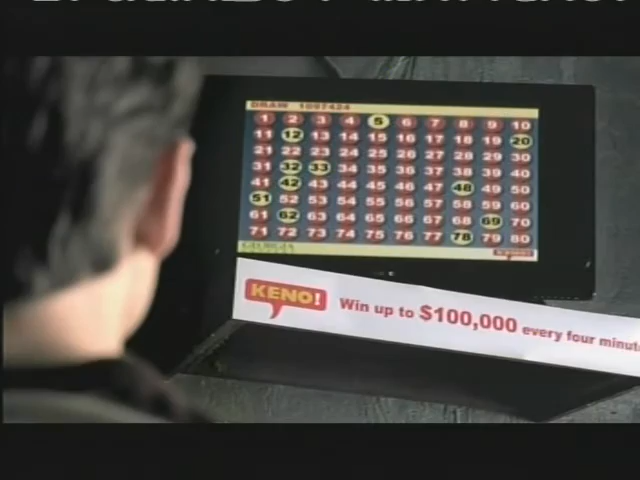 DRAW 1097424
1 2 3 4 5 6 7 8 9 10
11 12 13 14 15 16 17 18 19 20
21 22 23 24 25 26 27 28 29 30
31 32 33 34 35 36 37 38 39 40
41 42 43 44 45 46 47 48 49 50
51 52 53 54 55 56 57 58 59 60
61 62 63 64 65 66 67 68 69 70
71 72 73 74 75 76 77 78 79 80
GEORGIA
KENO!
Win up to $100,000 every four minut